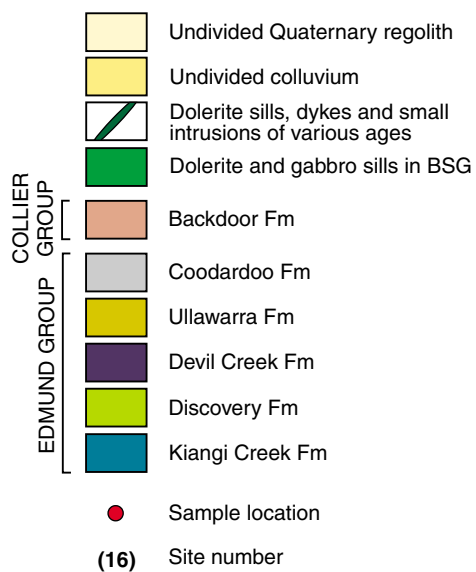 Undivided Quaternary regolith
Undivided colluvium
Dolerite sills, dykes and small
intrusions of various ages
Dolerite and gabbro sills in BSG
COLLIER
GROUP
Backdoor Fm
EDMUND GROUP
Coodardoo Fm
Ullawarra Fm
Devil Creek Fm
Discovery Fm
Kiangi Creek Fm
Sample location
(16) Site number